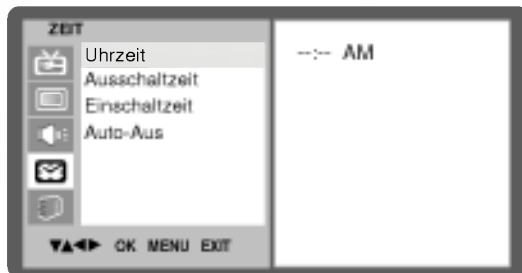 ZEIT
Uhrzeit
Ausschaltzeit
Einschaltzeit
Auto-Aus
--:-- AM
▼▲◀▶ OK MENU EXIT